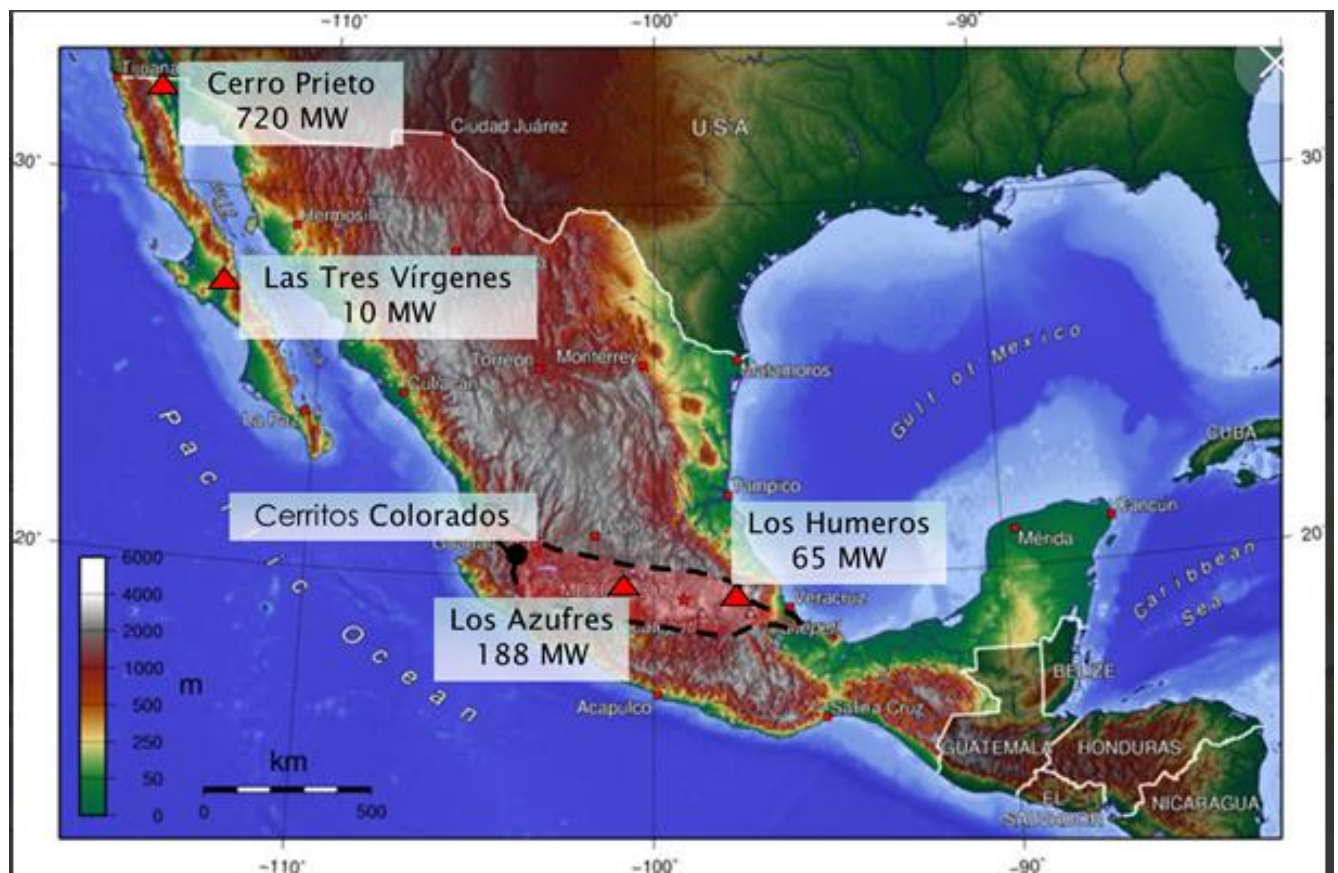 -110°
-100°
-90°
Tijuana
Cerro Prieto
720 MW
Ciudad Juárez
U S A
30°
30°
Hermosillo
Las Tres Vírgenes
10 MW
Torreón
Monterrey
Matamoros
Gulf of Mexico
Culiacán
La Paz
CUBA
Pacific Ocean
Tampico
Cancún
Cerritos Colorados
Los Humeros
65 MW
Mérida
20°
20°
Caribbean
Sea
Veracruz
Los Azufres
188 MW
BELIZE
6000
4000
2000
1000
500
250
50
0
m
Acapulco
Salina Cruz
GUATEMALA
HONDURAS
km
0
500
EL
SALVADOR
NICARAGUA
-110°
-100°
-90°